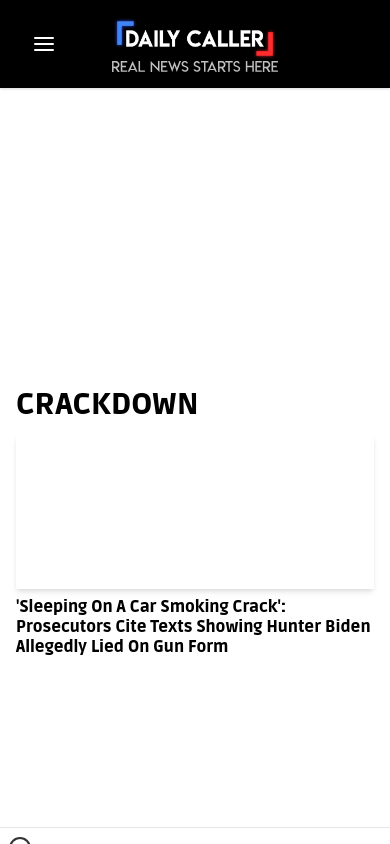 DAILY CALLER
REAL NEWS STARTS HERE
CRACKDOWN
'Sleeping On A Car Smoking Crack':
Prosecutors Cite Texts Showing Hunter Biden
Allegedly Lied On Gun Form